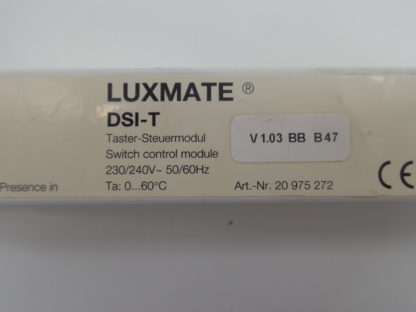 LUXMATE ®
DSI-T
Taster-Steuermodul
Switch control module
230/240V~ 50/60Hz
Ta: 0...60°C
V1.03 BB B47
Art.-Nr. 20 975 272
CE
Presence in